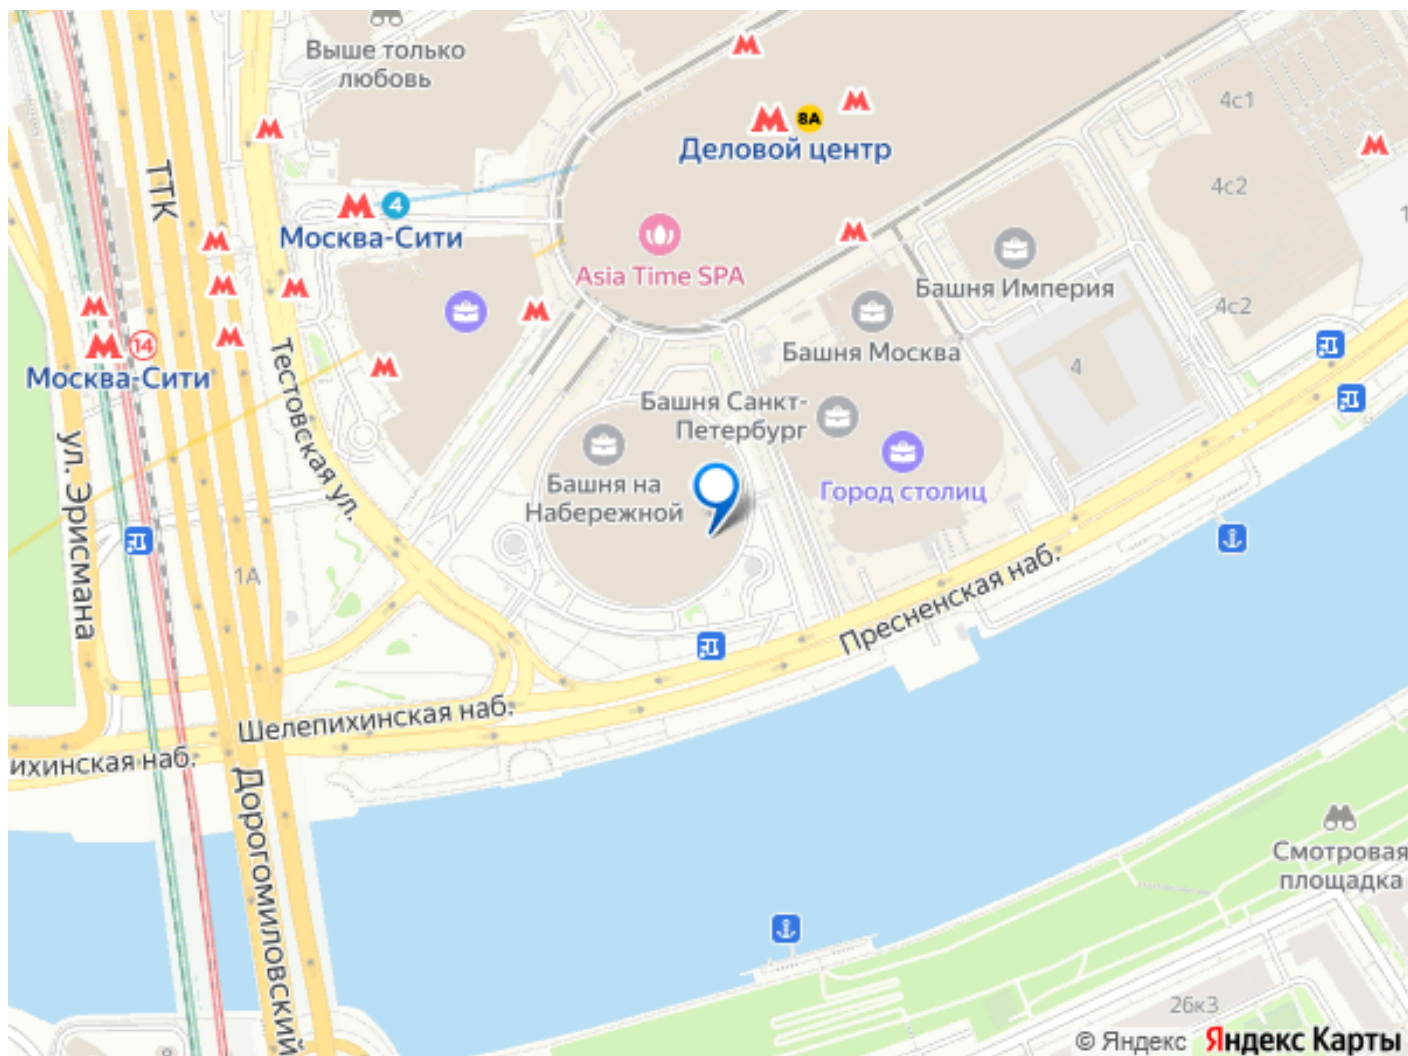 Выше только
любовь
4с1
8А
Деловой центр
ТТК
4с2
4
Москва-Сити
Asia Time SPA
Башня Империя
4с2
14
Москва-Сити
Тестовская ул.
Башня Москва
4
Башня Санкт-
Петербург
ул. Эрисмана
Башня на
Набережной
Город столиц
1А
Пресненская наб.
Шелепихинская наб.
ихинская наб.
Дорогомиловский
Смотровая
площадка
26к3
© Яндекс Яндекс Карты